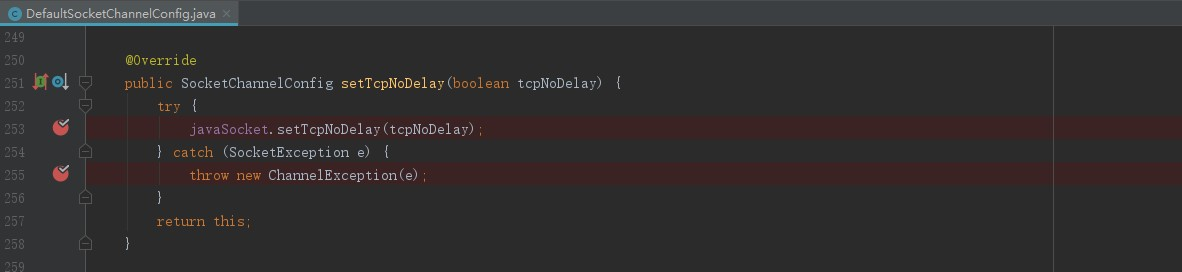 DefaultSocketChannelConfig.java
249
250 @Override
251 public SocketChannelConfig setTcpNoDelay(boolean tcpNoDelay) {
252 try {
253 javaSocket.setTcpNoDelay(tcpNoDelay);
254 } catch (SocketException e) {
255 throw new ChannelException(e);
256 }
257 return this;
258 }
259